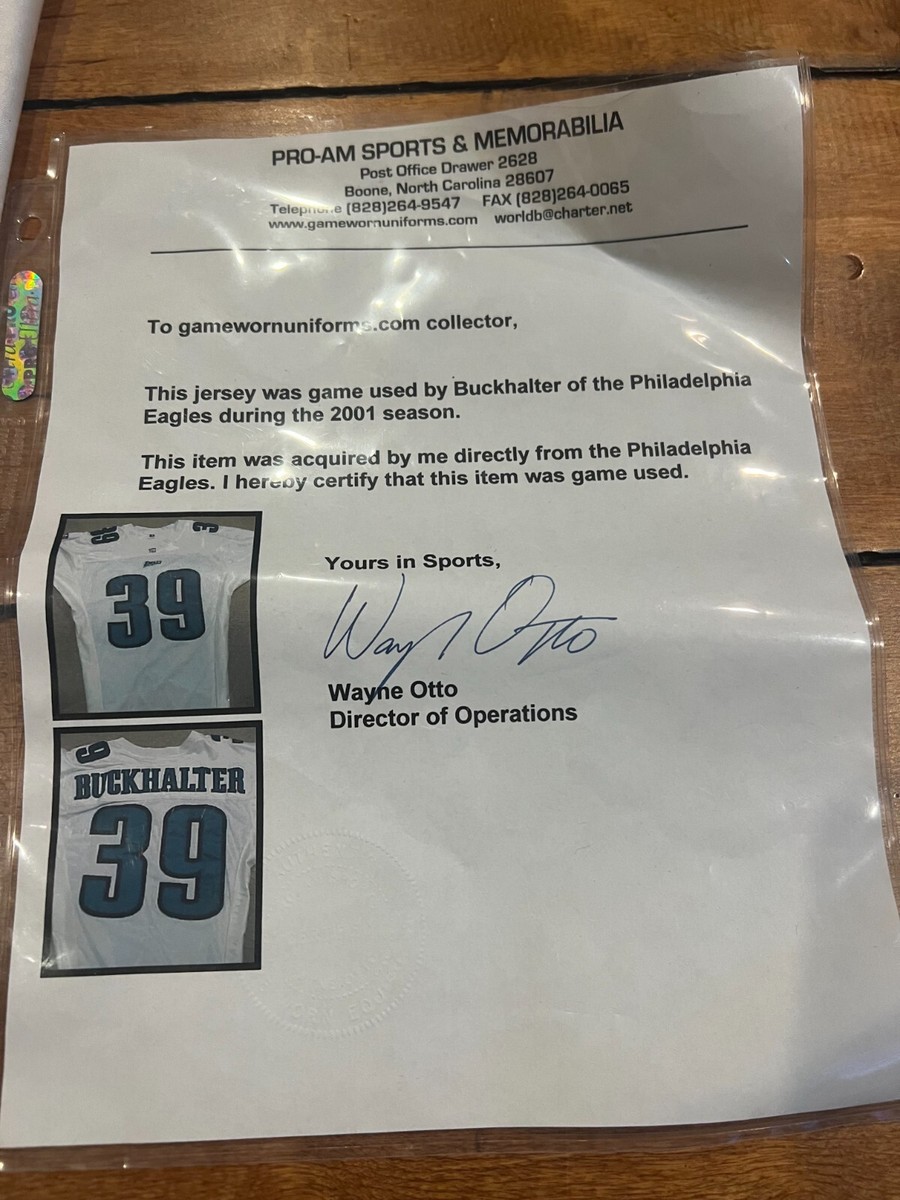 PRO-AM SPORTS & MEMORABILIA
Post Office Drawer 2628
Boone, North Carolina 28607
Telephone (828)264-9547 FAX (828)264-0065
www.gamewornuniforms.com worldb@charter.net
To gamewornuniforms.com collector,
This jersey was game used by Buckhalter of the Philadelphia
Eagles during the 2001 season.
This item was acquired by me directly from the Philadelphia
Eagles. I hereby certify that this item was game used.
Yours in Sports,
Wayne Otto
Wayne Otto
Director of Operations
39
39
BUCKHALTER
39